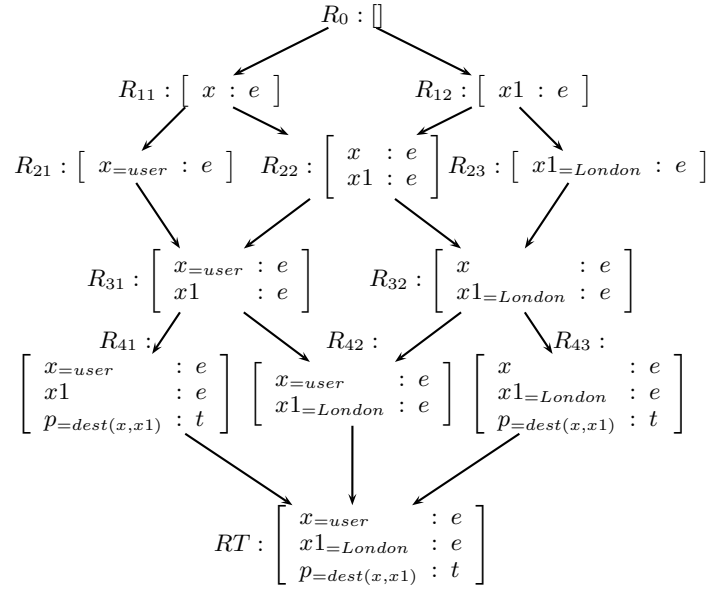 R0 : []
R11 : [ x : e ] R12 : [ x1 : e ]
R21 : [ x=user : e ] R22 : [ x : e R23 : [ x1=London : e ]
x1 : e ]
R31 : [ x=user : e R32 : [ x : e
x1 : e ] x1=London : e ]
R41 : R42 : R43 :
[ x=user : e [ x=user : e [ x : e
x1 : e x1=London : e ] x1=London : e
p=dest(x,x1) : t ] p=dest(x,x1) : t ]
RT : [ x=user : e
x1=London : e
p=dest(x,x1) : t ]